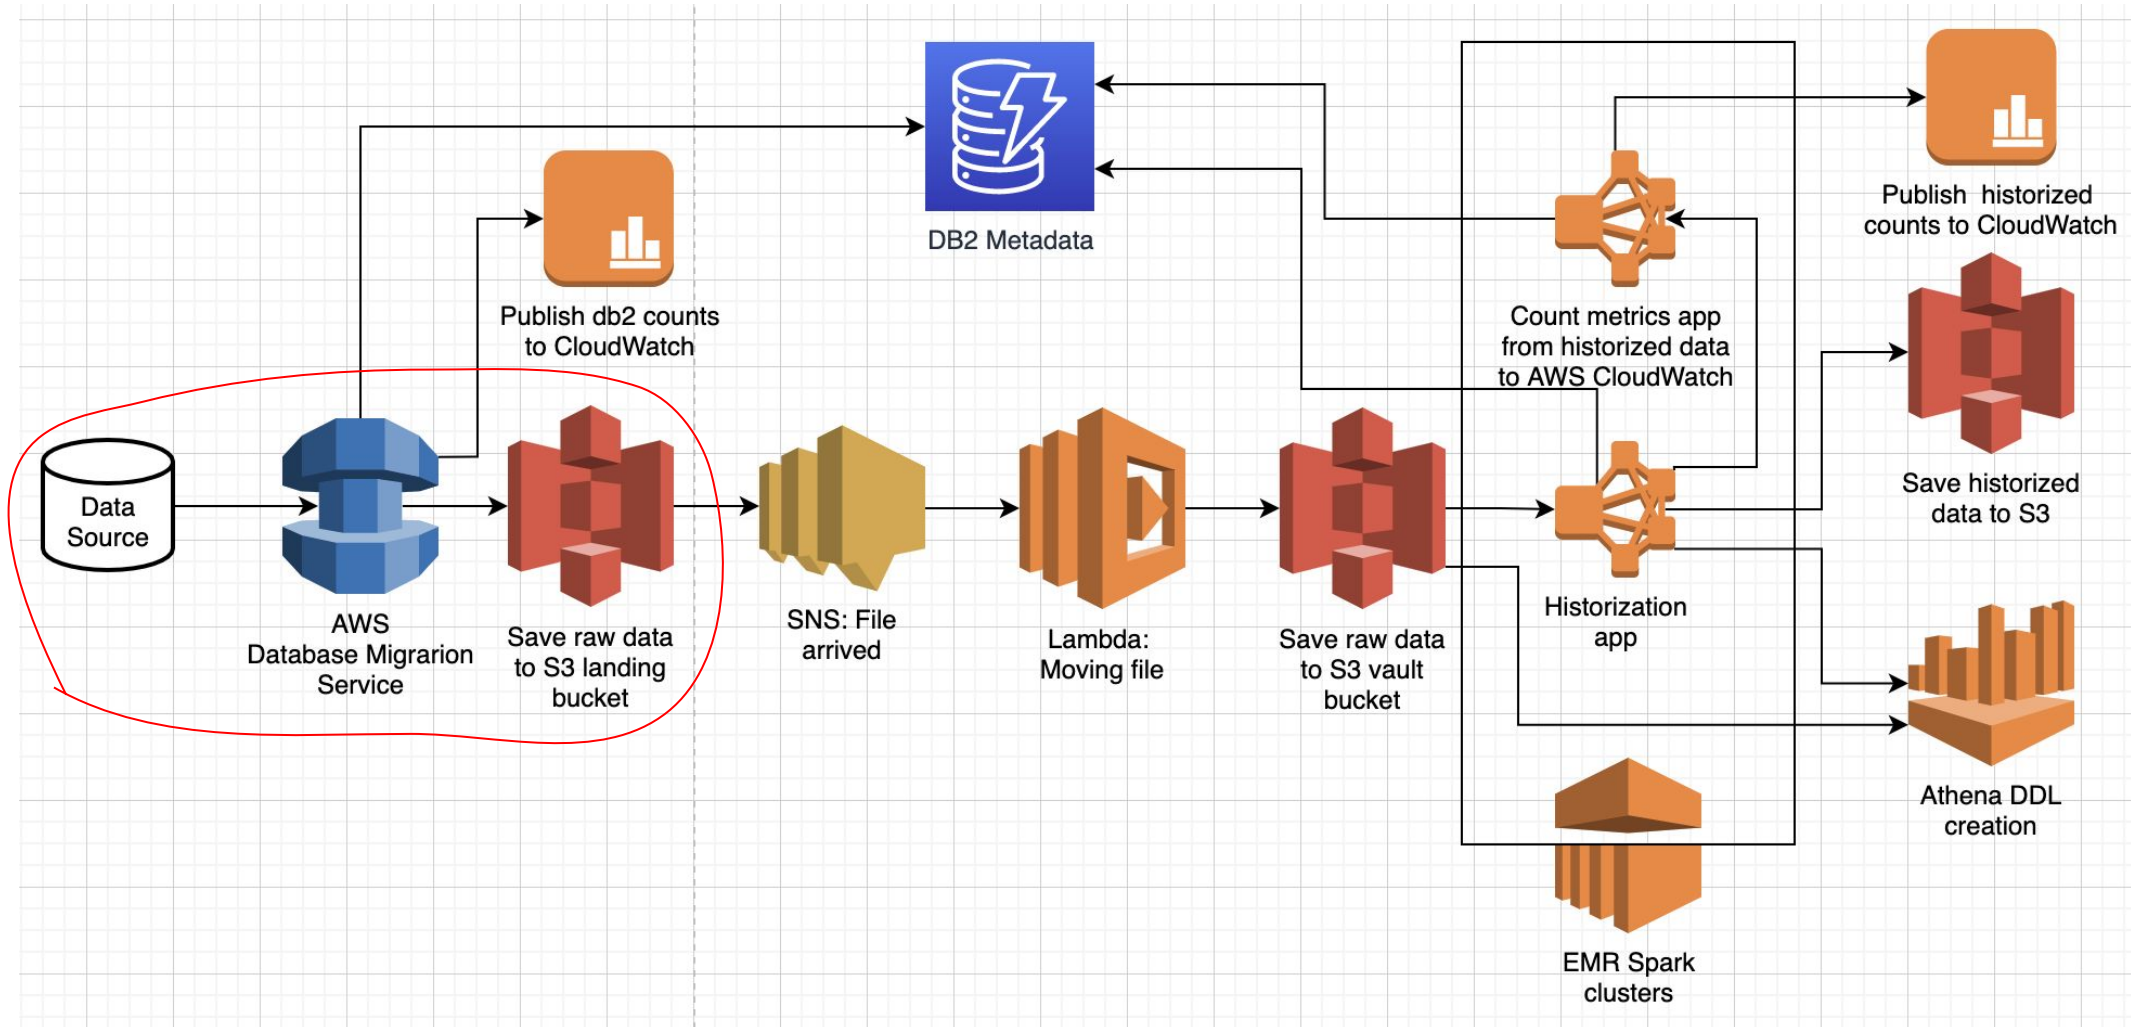 DB2 Metadata
Publish db2 counts
to CloudWatch
Publish  historized
counts to CloudWatch
Count metrics app
from historized data
to AWS CloudWatch
Data
Source
AWS
Database Migrarion
Service
Save raw data
to S3 landing
bucket
SNS: File
arrived
Lambda:
Moving file
Save raw data
to S3 vault
bucket
Historization
app
Save historized
data to S3
Athena DDL
creation
EMR Spark
clusters